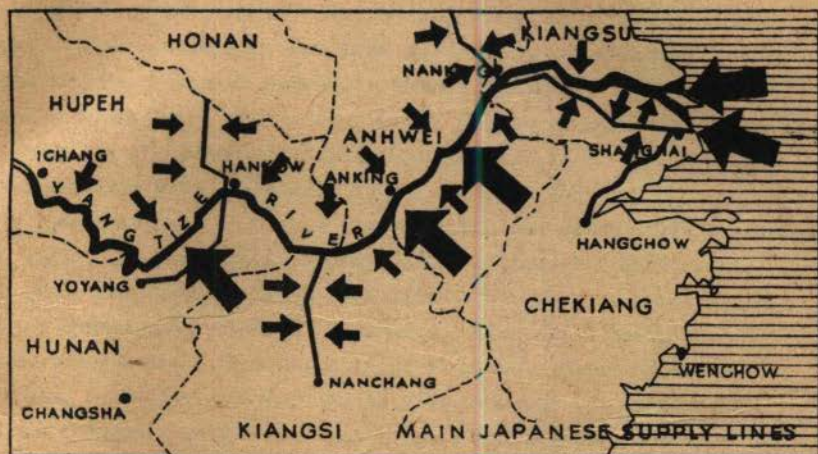 HONAN
KIANGSU
NANKING
HUPEH
ICHANG
HANKOW
ANHWEI
ANKING
SHANGHAI
YANGTZE RIVER
HANGCHOW
YOYANG
CHEKIANG
HUNAN
NANCHANG
WENCHOW
CHANGSHA
KIANGSI
MAIN JAPANESE SUPPLY LINES